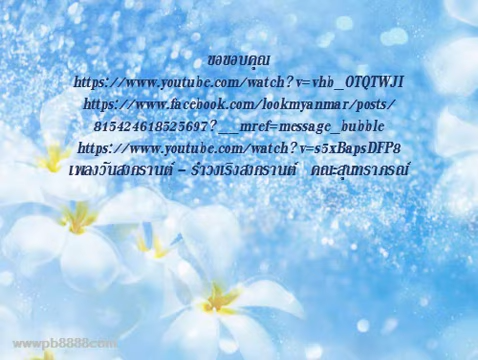 ขอขอบคุณ
https://www.youtube.com/watch?v=vhb_OTQTWJI
https://www.facebook.com/lookmyanmar/posts/
815424618525697?__mref=message_bubble
https://www.youtube.com/watch?v=s5xBapsDFP8
เพลงวันสงกรานต์ – รำวงเริงสงกรานต์ คณะสุนทราภรณ์
www.pb8888.com